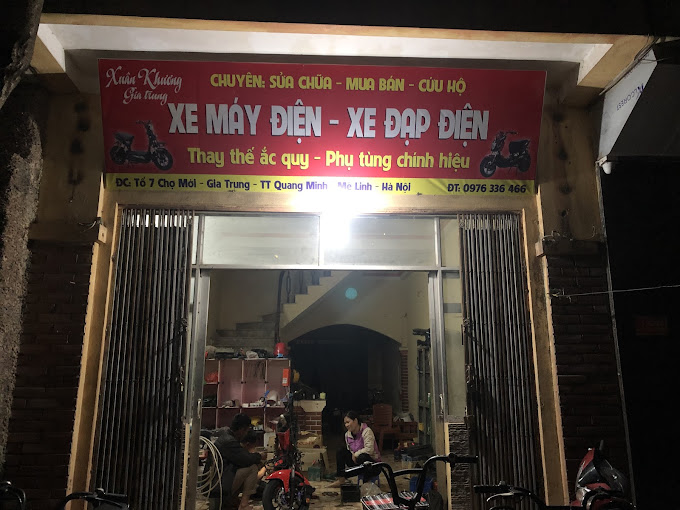 Xuân Khương
Gia trung
CHUYÊN: SỬA CHỮA - MUA BÁN - CỨU HỘ
XE MÁY ĐIỆN - XE ĐẠP ĐIỆN
Thay thế ắc quy - Phụ tùng chính hiệu
ĐC: Tổ 7 Chợ Mới - Gia Trung - TT Quang Minh - Mê Linh - Hà Nội
ĐT: 0976 336 466